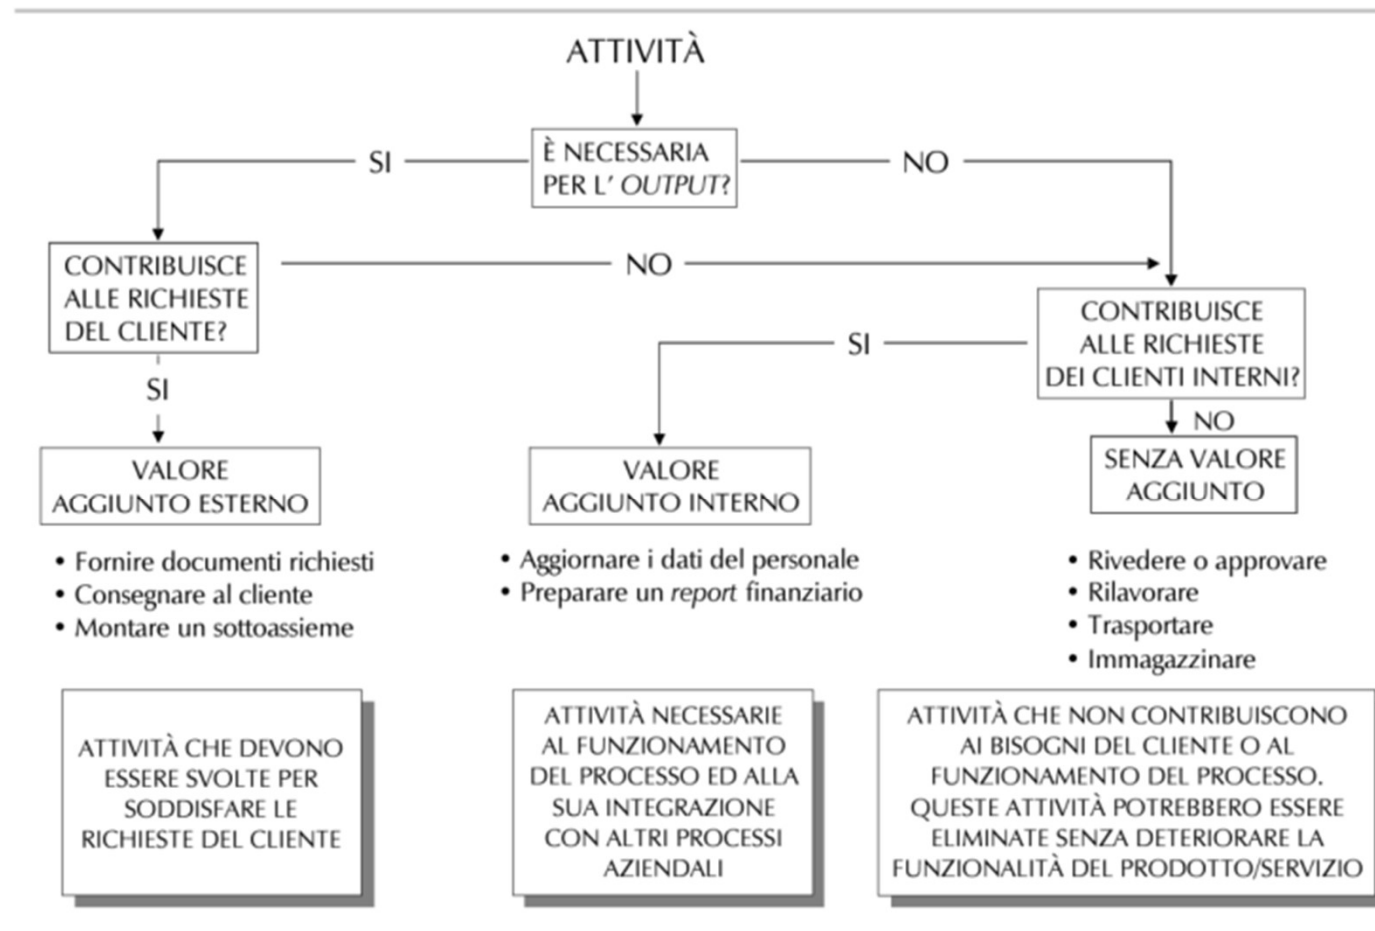 ATTIVITÀ
È NECESSARIA
PER L' OUTPUT?
SI
NO
CONTRIBUISCE
ALLE RICHIESTE
DEL CLIENTE?
NO
CONTRIBUISCE
ALLE RICHIESTE
DEI CLIENTI INTERNI?
SI
SI
NO
VALORE
AGGIUNTO ESTERNO
VALORE
AGGIUNTO INTERNO
SENZA VALORE
AGGIUNTO
• Fornire documenti richiesti
• Consegnare al cliente
• Montare un sottoassieme
• Aggiornare i dati del personale
• Preparare un report finanziario
• Rivedere o approvare
• Rilavorare
• Trasportare
• Immagazzinare
ATTIVITÀ CHE DEVONO
ESSERE SVOLTE PER
SODDISFARE LE
RICHIESTE DEL CLIENTE
ATTIVITÀ NECESSARIE
AL FUNZIONAMENTO
DEL PROCESSO ED ALLA
SUA INTEGRAZIONE
CON ALTRI PROCESSI
AZIENDALI
ATTIVITÀ CHE NON CONTRIBUISCONO
AI BISOGNI DEL CLIENTE O AL
FUNZIONAMENTO DEL PROCESSO.
QUESTE ATTIVITÀ POTREBBERO ESSERE
ELIMINATE SENZA DETERIORARE LA
FUNZIONALITÀ DEL PRODOTTO/SERVIZIO